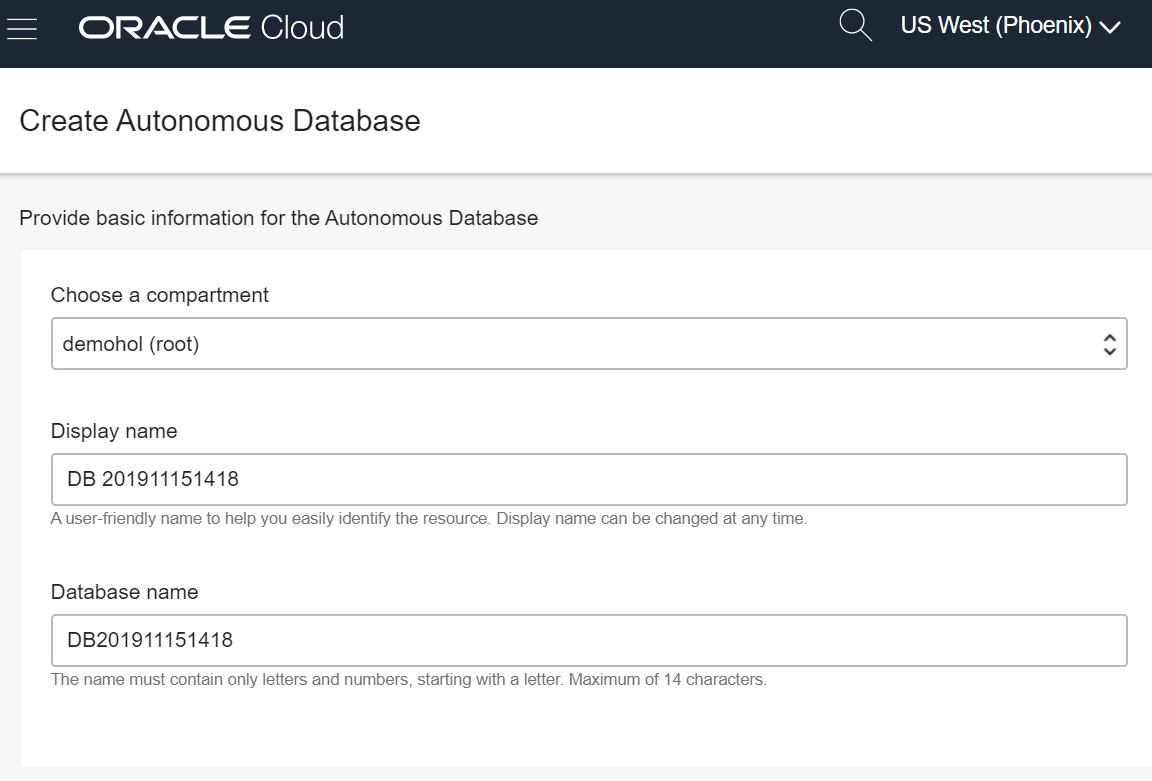 ORACLE Cloud US West (Phoenix)
Create Autonomous Database
Provide basic information for the Autonomous Database
Choose a compartment
demohol (root)
Display name
DB 201911151418
A user-friendly name to help you easily identify the resource. Display name can be changed at any time.
Database name
DB201911151418
The name must contain only letters and numbers, starting with a letter. Maximum of 14 characters.